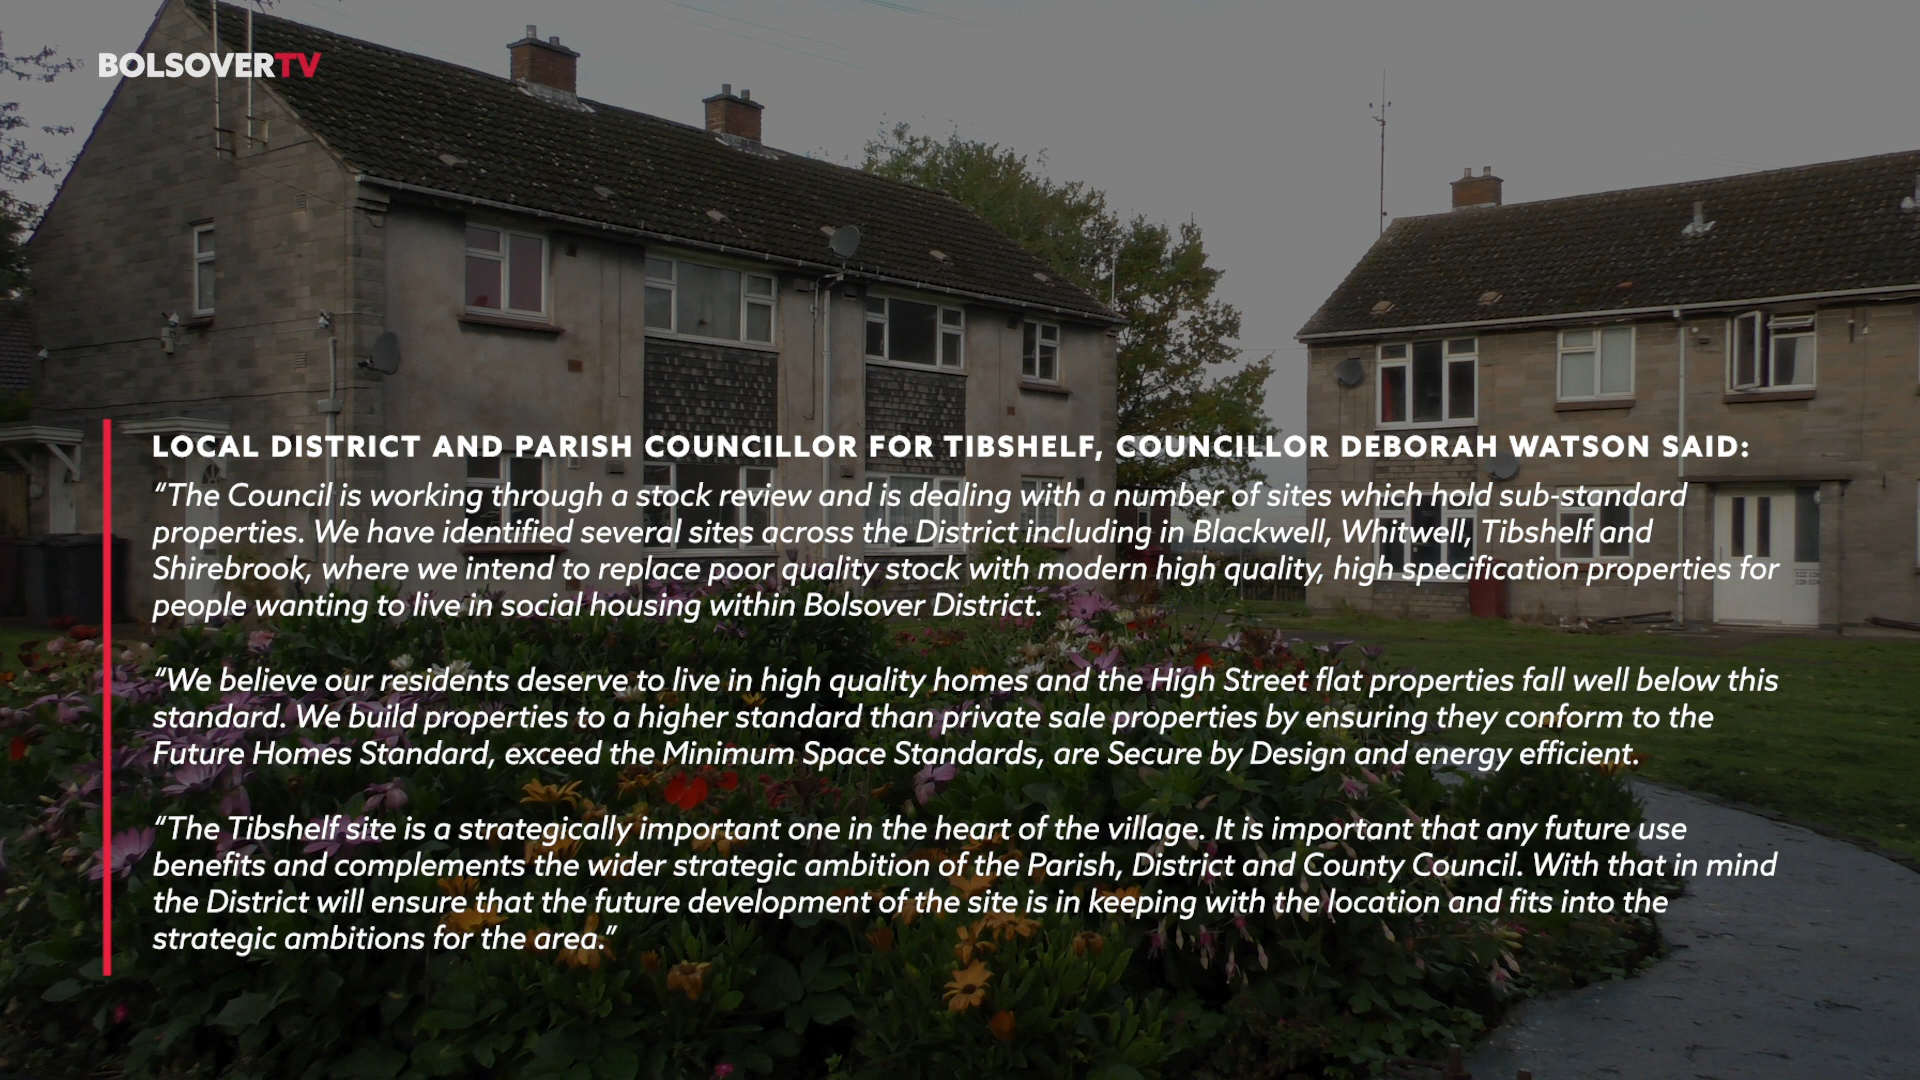 BOLSOVERTV
LOCAL DISTRICT AND PARISH COUNCILLOR FOR TIBSHELF, COUNCILLOR DEBORAH WATSON SAID:
“The Council is working through a stock review and is dealing with a number of sites which hold sub-standard
properties. We have identified several sites across the District including in Blackwell, Whitwell, Tibshelf and
Shirebrook, where we intend to replace poor quality stock with modern high quality, high specification properties for
people wanting to live in social housing within Bolsover District.
“We believe our residents deserve to live in high quality homes and the High Street flat properties fall well below this
standard. We build properties to a higher standard than private sale properties by ensuring they conform to the
Future Homes Standard, exceed the Minimum Space Standards, are Secure by Design and energy efficient.
“The Tibshelf site is a strategically important one in the heart of the village. It is important that any future use
benefits and complements the wider strategic ambition of the Parish, District and County Council. With that in mind
the District will ensure that the future development of the site is in keeping with the location and fits into the
strategic ambitions for the area.”